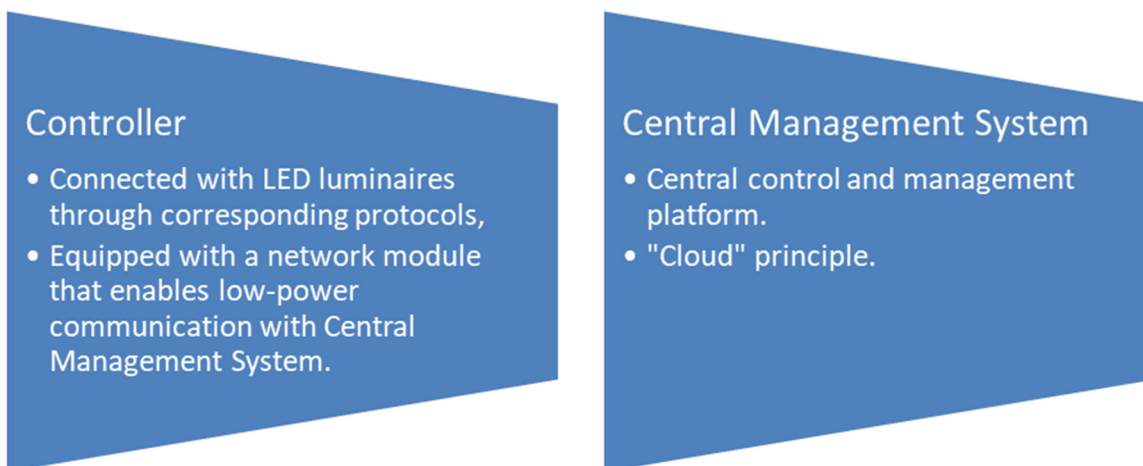 Controller
• Connected with LED luminaires
through corresponding protocols,
• Equipped with a network module
that enables low-power
communication with Central
Management System.
Central Management System
• Central control and management
platform.
• "Cloud" principle.